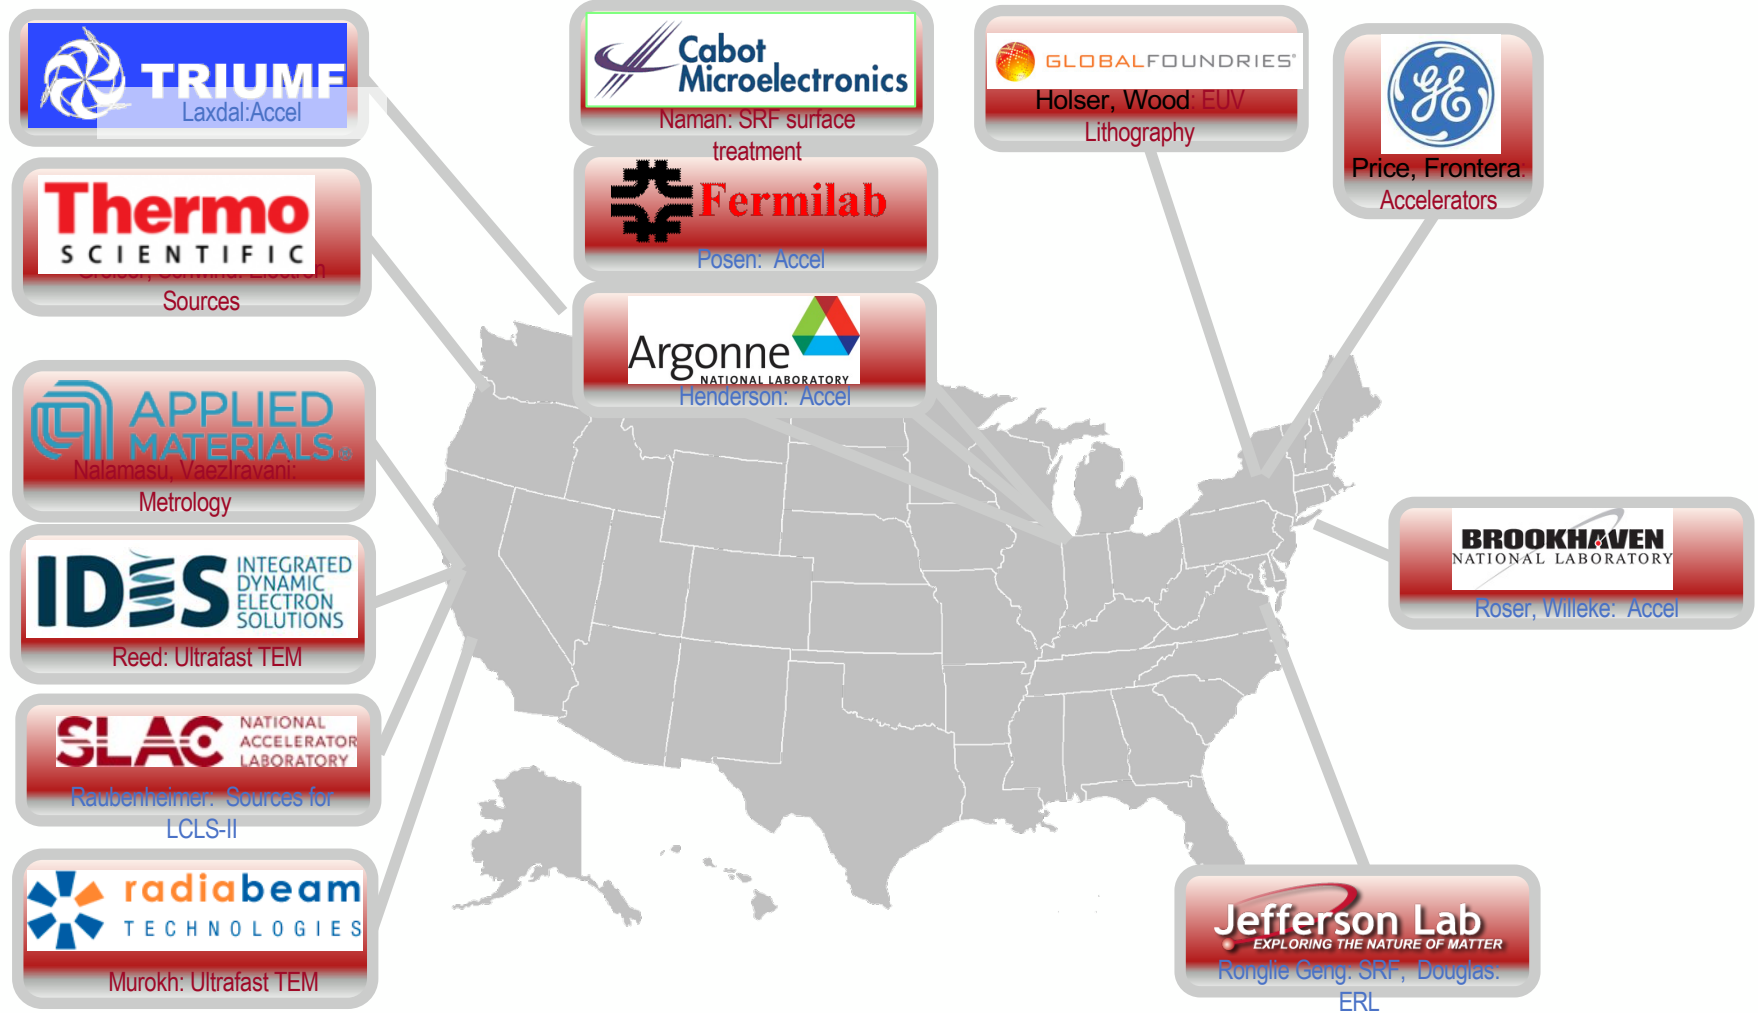 TRIUMF
Laxdal:Accel
Thermo
SCIENTIFIC
Sources
APPLIED
MATERIALS®
Nalamasu, VaezIravani:
Metrology
IDES INTEGRATED
DYNAMIC
ELECTRON
SOLUTIONS
Reed: Ultrafast TEM
SLAC NATIONAL
ACCELERATOR
LABORATORY
Raubenheimer: Sources for
LCLS-II
radiabeam
TECHNOLOGIES
Murokh: Ultrafast TEM
Cabot
Microelectronics
Naman: SRF surface
treatment
Fermilab
Posen: Accel
Argonne
NATIONAL LABORATORY
Henderson: Accel
GLOBALFOUNDRIES®
Holser, Wood: EUV
Lithography
GE
Price, Frontera:
Accelerators
BROOKHAVEN
NATIONAL LABORATORY
Roser, Willeke: Accel
Jefferson Lab
EXPLORING THE NATURE OF MATTER
Ronglie Geng: SRF, Douglas:
ERL